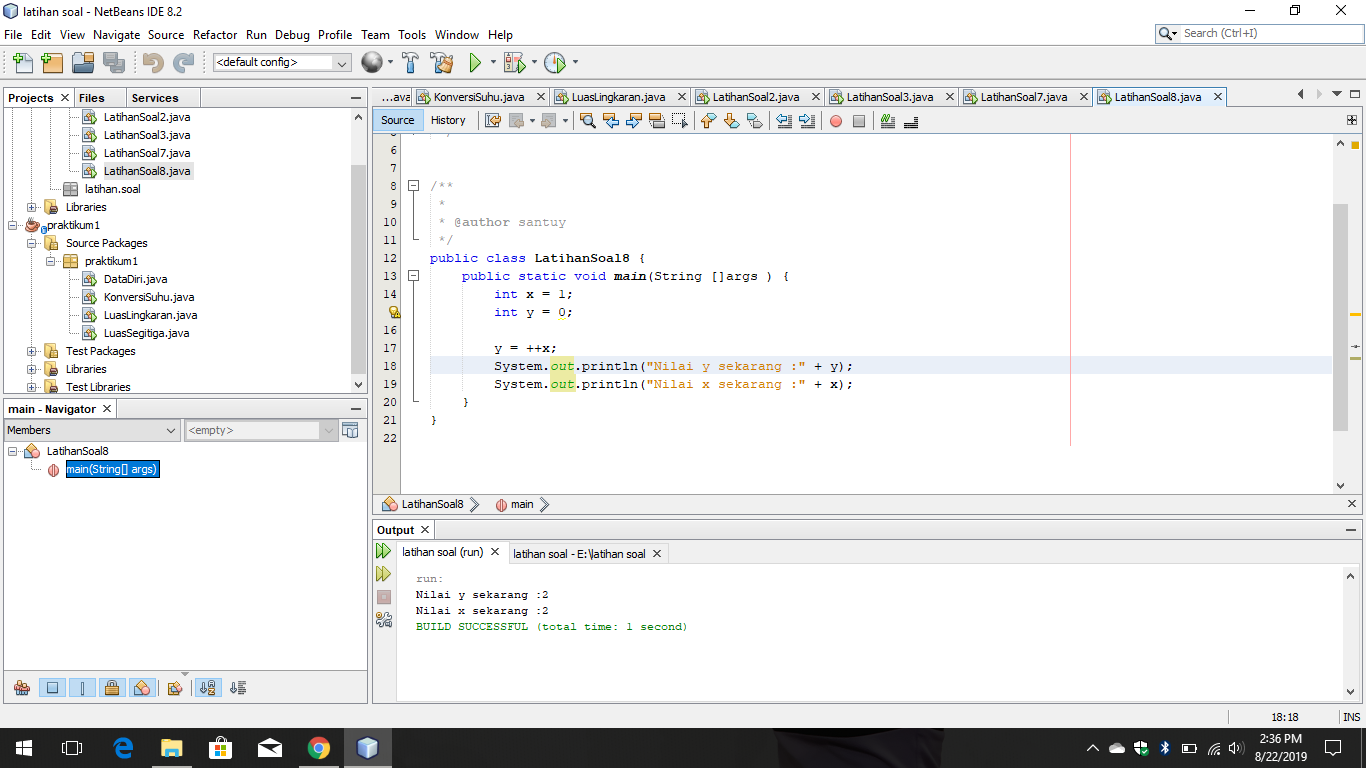 latihan soal - NetBeans IDE 8.2
File Edit View Navigate Source Refactor Run Debug Profile Team Tools Window Help
Search (Ctrl+I)
<default config>
Projects Files Services
LatihanSoal2.java
LatihanSoal3.java
LatihanSoal7.java
LatihanSoal8.java
latihan.soal
Libraries
praktikum1
Source Packages
praktikum1
DataDiri.java
KonversiSuhu.java
LuasLingkaran.java
LuasSegitiga.java
Test Packages
Libraries
Test Libraries
main - Navigator
Members <empty>
LatihanSoal8
main(String[] args)
...ava KonversiSuhu.java LuasLingkaran.java LatihanSoal2.java LatihanSoal3.java LatihanSoal7.java LatihanSoal8.java
Source History
6
7
8 /**
9 *
10 * @author santuy
11 */
12 public class LatihanSoal8 {
13 public static void main(String []args ) {
14 int x = 1;
int y = 0;
16
17 y = ++x;
18 System.out.println("Nilai y sekarang :" + y);
19 System.out.println("Nilai x sekarang :" + x);
20 }
21 }
22
LatihanSoal8 main
Output
latihan soal (run) latihan soal - E:\latihan soal
run:
Nilai y sekarang :2
Nilai x sekarang :2
BUILD SUCCESSFUL (total time: 1 second)
18:18 INS
2:36 PM
8/22/2019